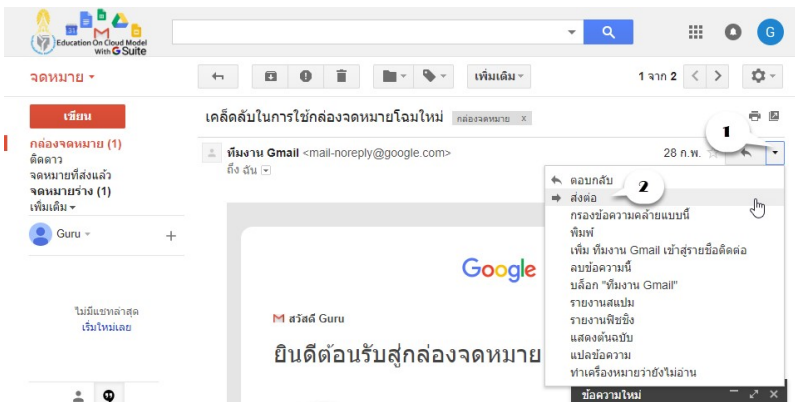 Education On Cloud Model
With G Suite
G
จดหมาย
เพิ่มเติม
1 จาก 2
เขียน
กล่องจดหมาย (1)
ติดดาว
จดหมายที่ส่งแล้ว
จดหมายร่าง (1)
เพิ่มเติม
Guru
+
ไม่มีแชทล่าสุด
เริ่มใหม่เลย
เคล็ดลับในการใช้กล่องจดหมายโฉมใหม่
กล่องจดหมาย x
1
ทีมงาน Gmail <mail-noreply@google.com>
28 ก.พ.
ถึง ฉัน
2
ตอบกลับ
ส่งต่อ
กรองข้อความคล้ายแบบนี้
พิมพ์
เพิ่ม ทีมงาน Gmail เข้าสู่รายชื่อติดต่อ
ลบข้อความนี้
บล็อก "ทีมงาน Gmail"
รายงานสแปม
รายงานฟิชชิง
แสดงต้นฉบับ
แปลข้อความ
ทำเครื่องหมายว่ายังไม่อ่าน
Google
สวัสดี Guru
ยินดีต้อนรับสู่กล่องจดหมาย
ข้อความใหม่